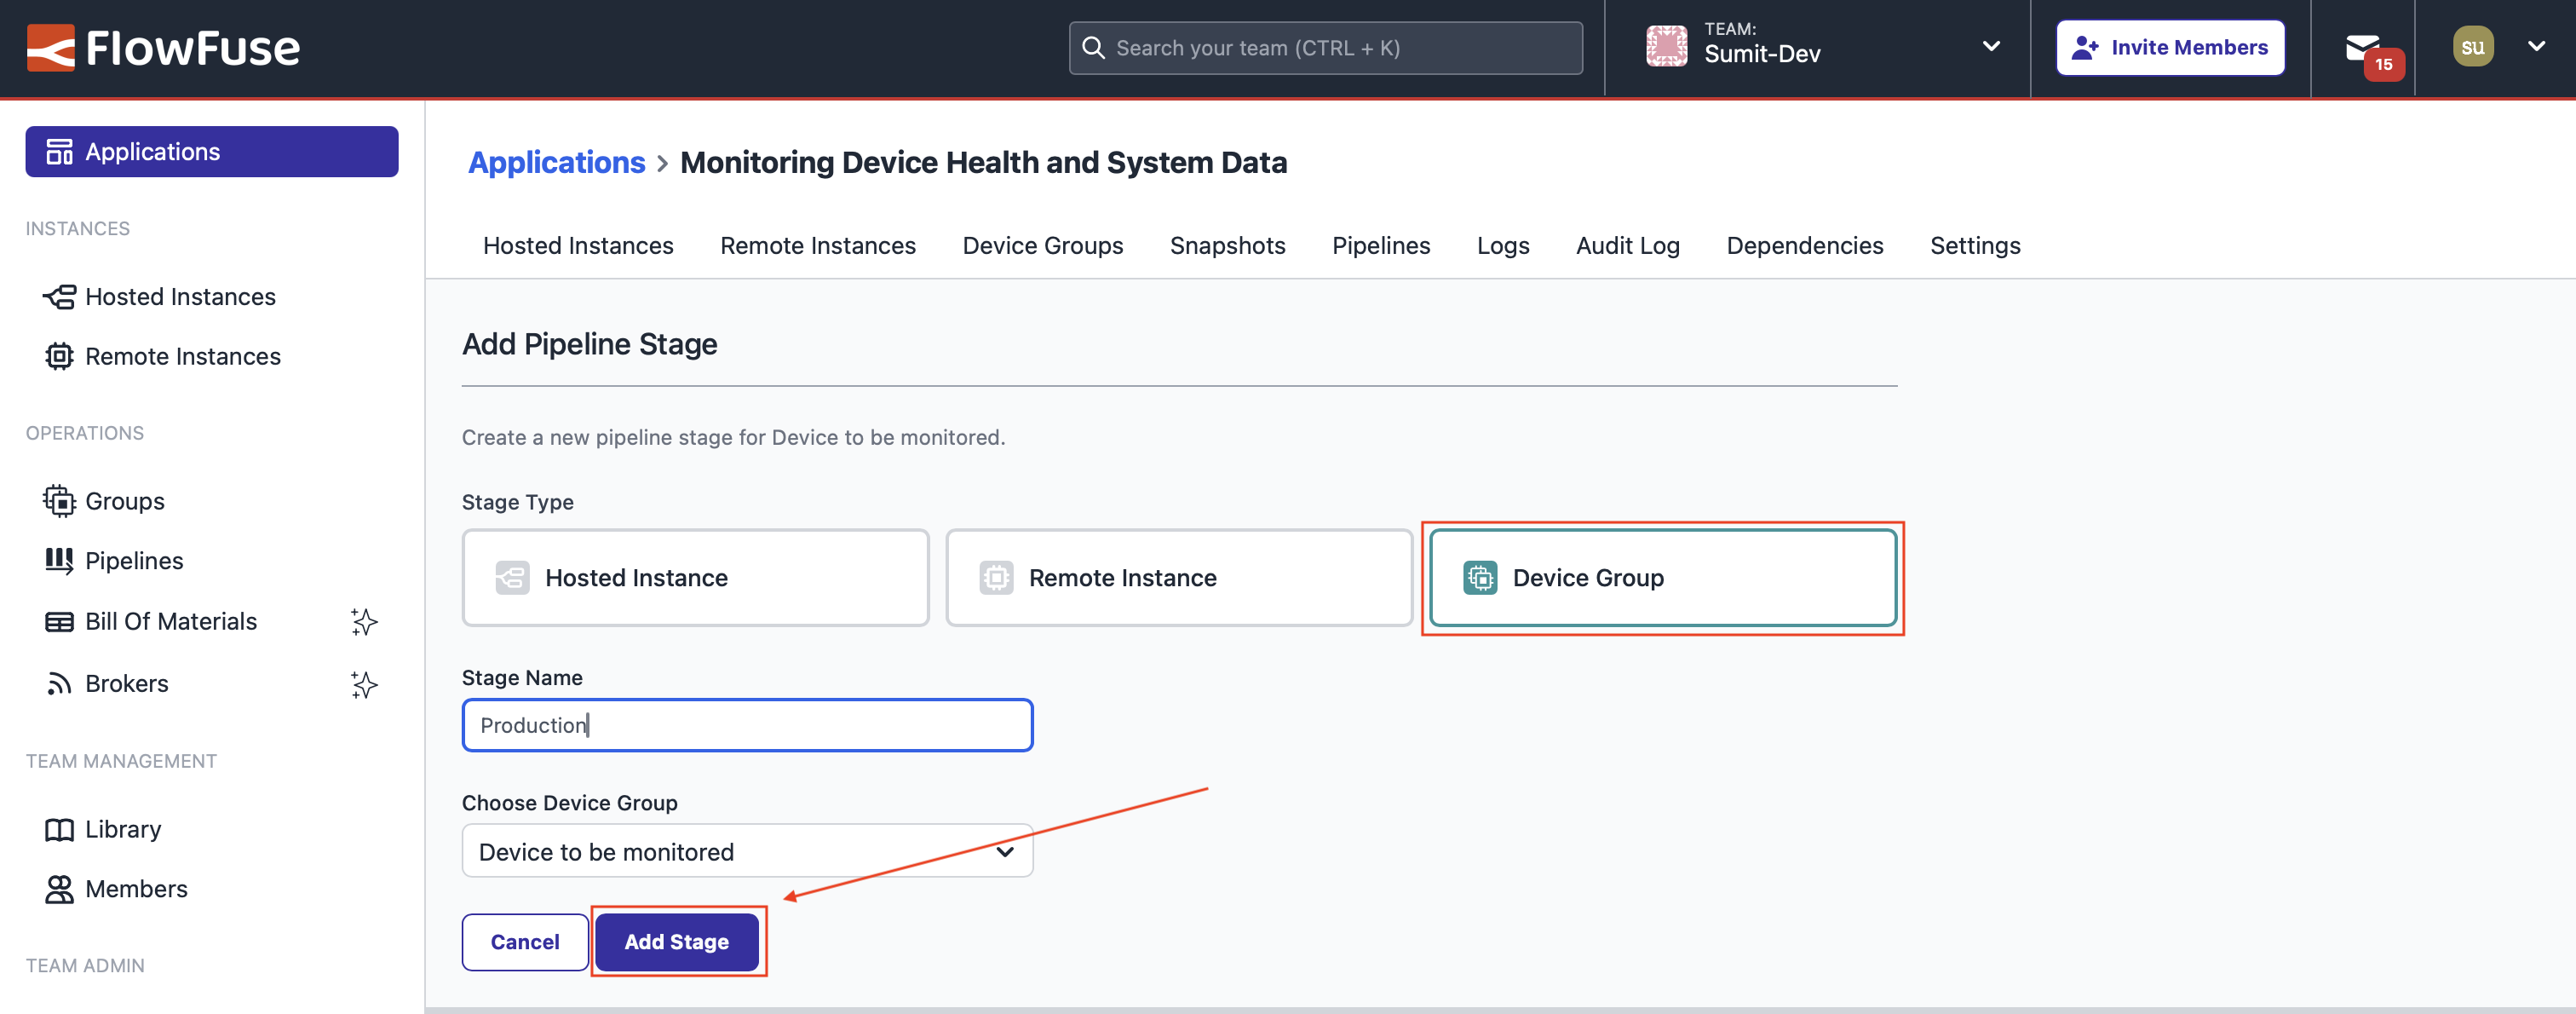 FlowFuse
Search your team (CTRL + K)
TEAM:
Sumit-Dev
Invite Members
15
su
Applications
INSTANCES
Hosted Instances
Remote Instances
OPERATIONS
Groups
Pipelines
Bill Of Materials
Brokers
TEAM MANAGEMENT
Library
Members
TEAM ADMIN
Applications > Monitoring Device Health and System Data
Hosted Instances Remote Instances Device Groups Snapshots Pipelines Logs Audit Log Dependencies Settings
Add Pipeline Stage
Create a new pipeline stage for Device to be monitored.
Stage Type
Hosted Instance Remote Instance Device Group
Stage Name
Production
Choose Device Group
Device to be monitored
Cancel Add Stage